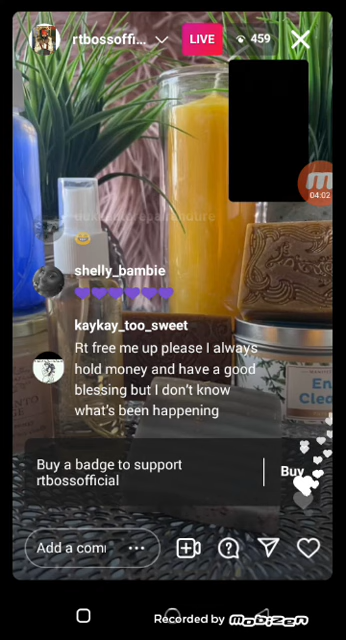 rtbossoffi...
LIVE
459
04:02
shelly_bambie
💜💜💜💜💜💜
kaykay_too_sweet
Rt free me up please I always
hold money and have a good
blessing but I don't know
what's been happening
Buy a badge to support
rtbossofficial
Buy
Add a com
Recorded by mobizen